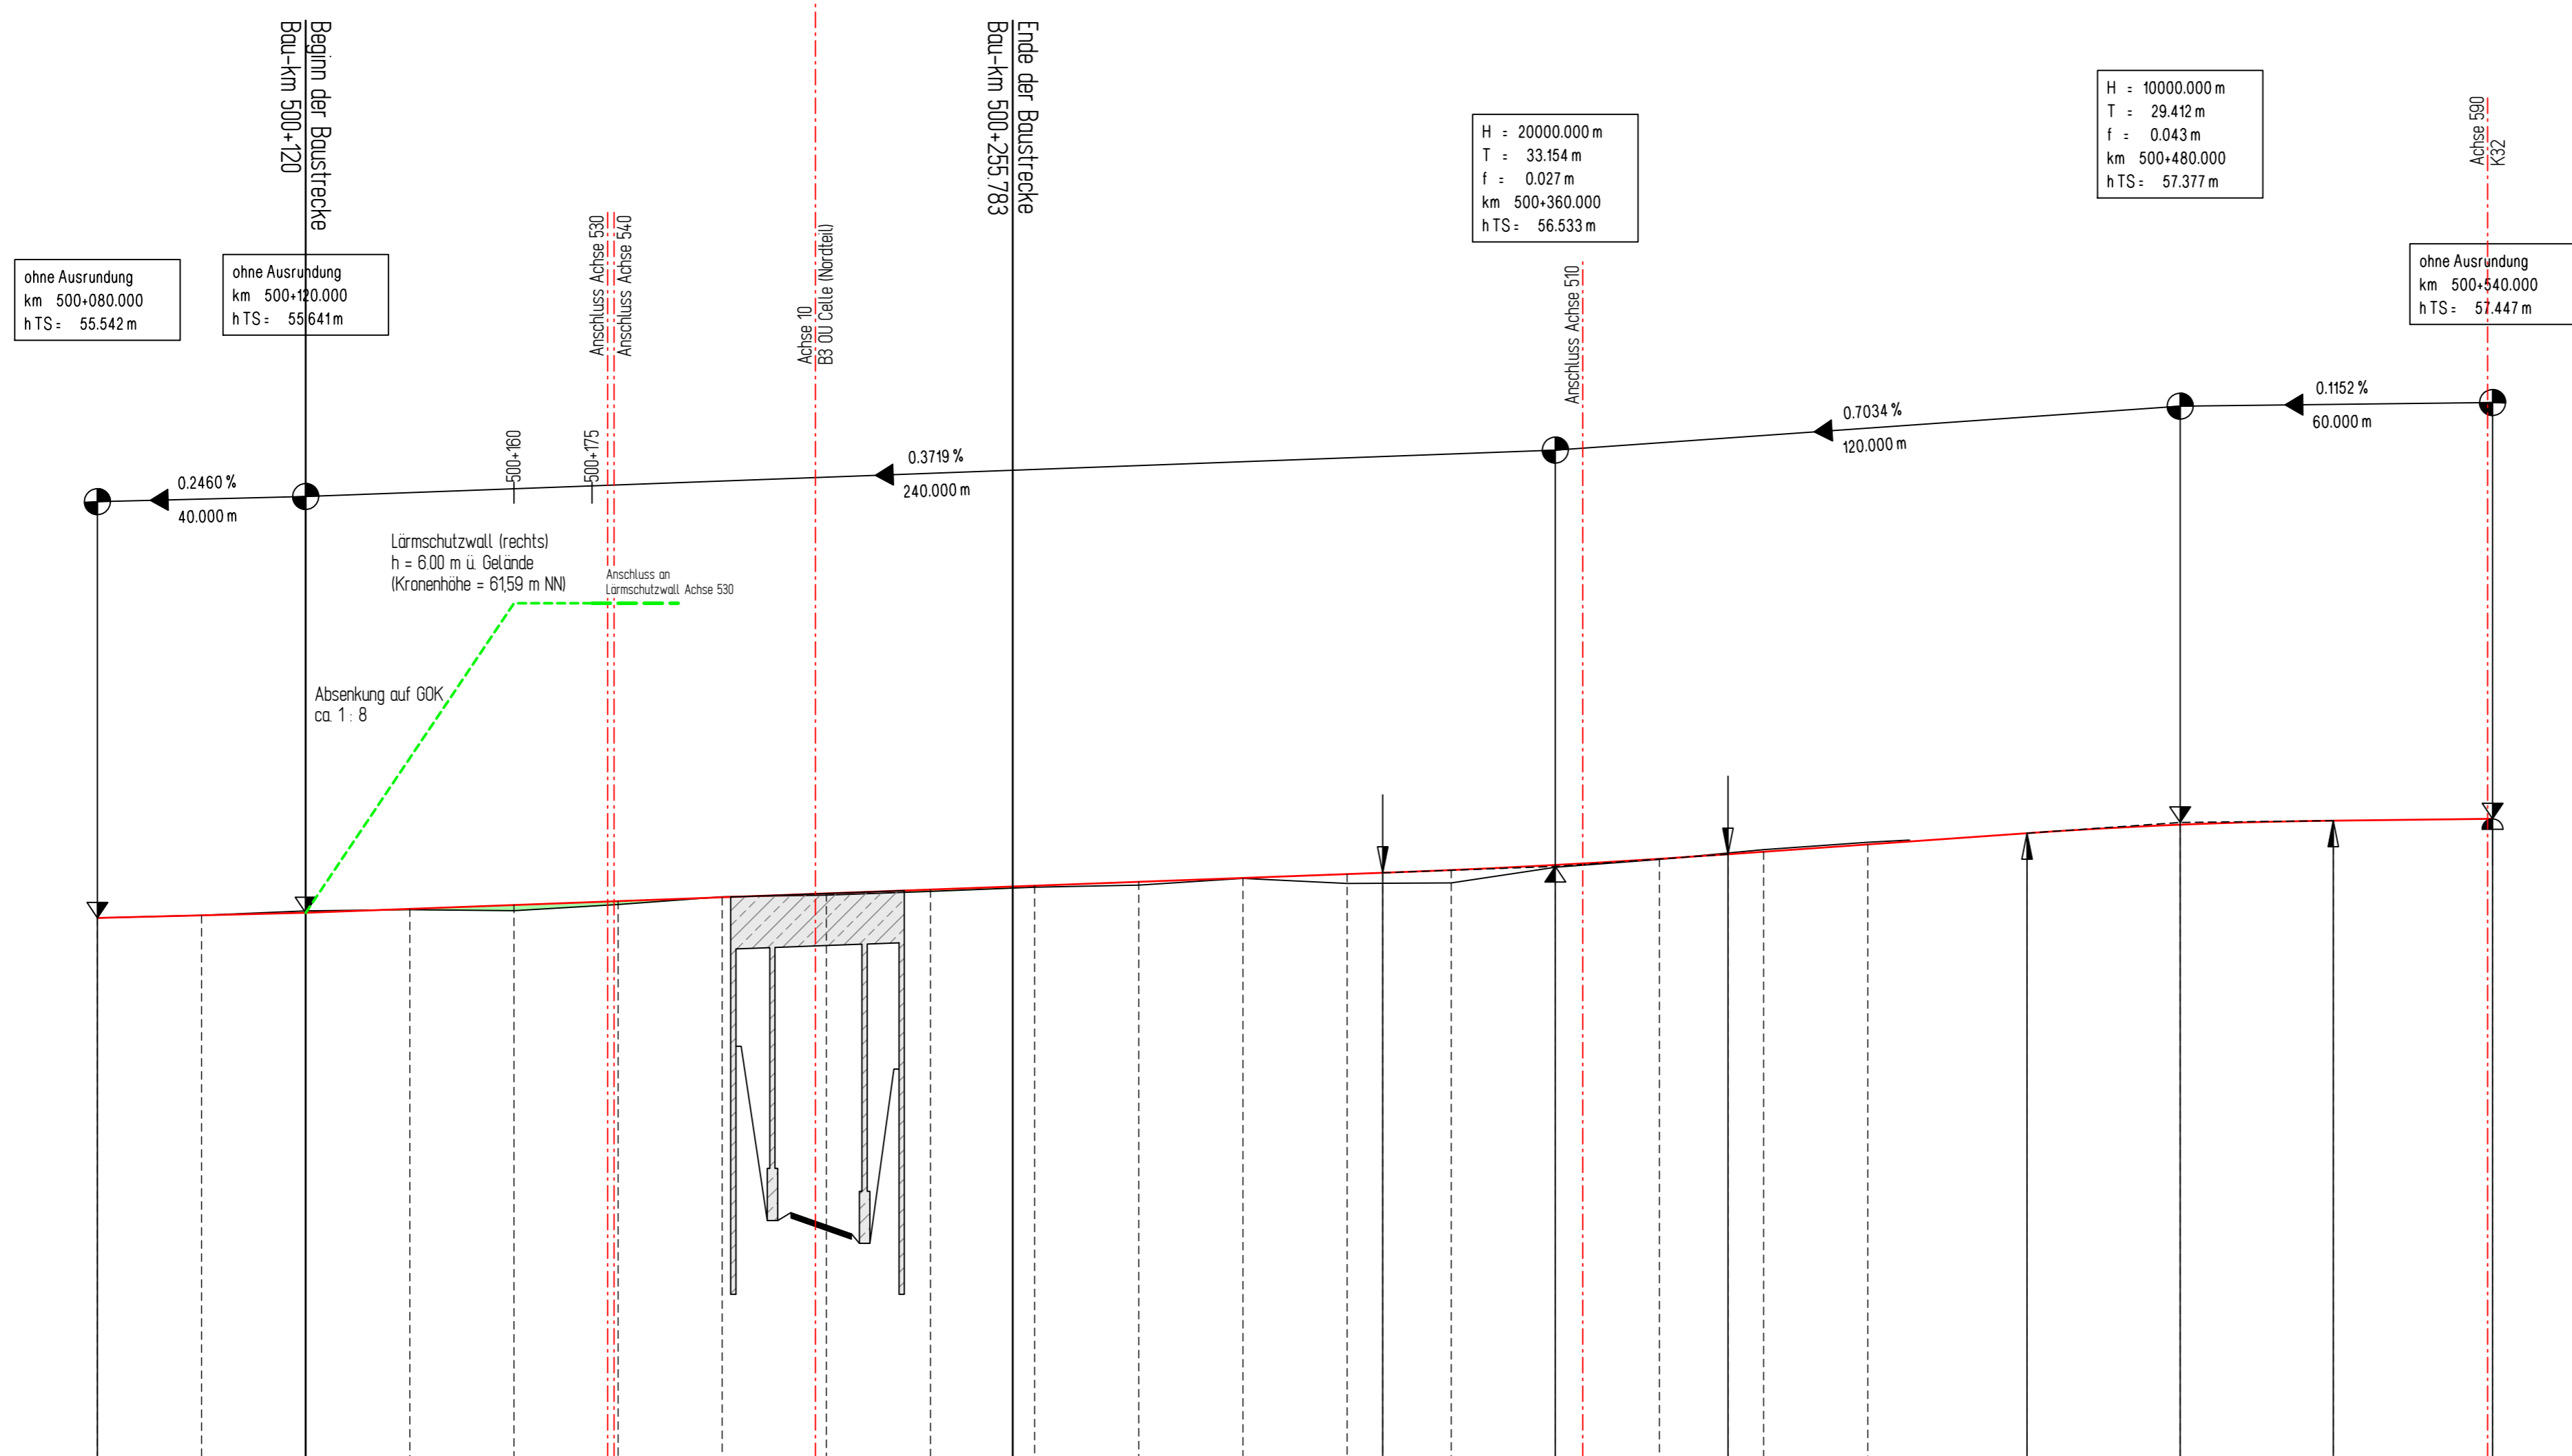 Beginn der Baustrecke
Bau-km 500+120
Ende der Baustrecke
Bau-km 500+255.783
H = 10000.000 m
T = 29.412 m
f = 0.043 m
km 500+480.000
h TS = 57.377 m
Achse 590
K32
H = 20000.000 m
T = 33.154 m
f = 0.027 m
km 500+360.000
h TS = 56.533 m
ohne Ausrundung
km 500+080.000
h TS = 55.542 m
ohne Ausrundung
km 500+120.000
h TS = 55.641 m
Anschluss Achse 530
Anschluss Achse 540
Achse 10
B3 OU Celle (Nordteil)
Anschluss Achse 510
ohne Ausrundung
km 500+540.000
h TS = 57.447 m
0.2460 %
40.000 m
500+160
500+175
0.3719 %
240.000 m
0.7034 %
120.000 m
0.1152 %
60.000 m
Lärmschutzwall (rechts)
h = 6.00 m ü. Gelände
(Kronenhöhe = 61,59 m NN)
Anschluss an
Lärmschutzwall Achse 530
Absenkung auf GOK
ca. 1 : 8